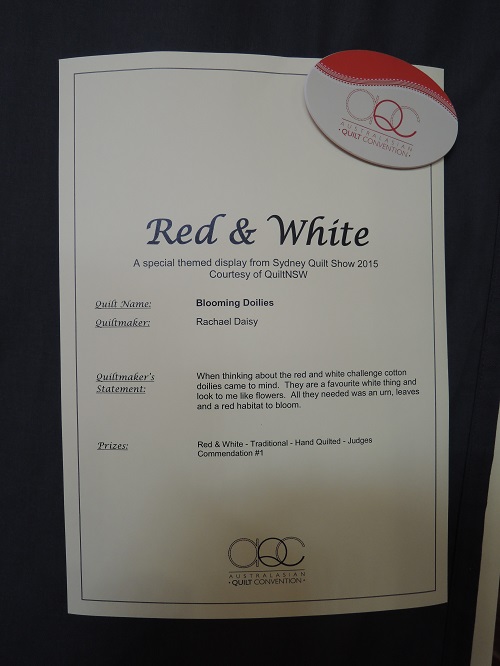 aQC
AUSTRALASIAN
• QUILT CONVENTION •
Red & White
A special themed display from Sydney Quilt Show 2015
Courtesy of QuiltNSW
Quilt Name: Blooming Doilies
Quiltmaker: Rachael Daisy
Quiltmaker's
Statement:
When thinking about the red and white challenge cotton
doilies came to mind. They are a favourite white thing and
look to me like flowers. All they needed was an urn, leaves
and a red habitat to bloom.
Prizes: Red & White - Traditional - Hand Quilted - Judges
Commendation #1
aQC
AUSTRALASIAN
• QUILT CONVENTION •